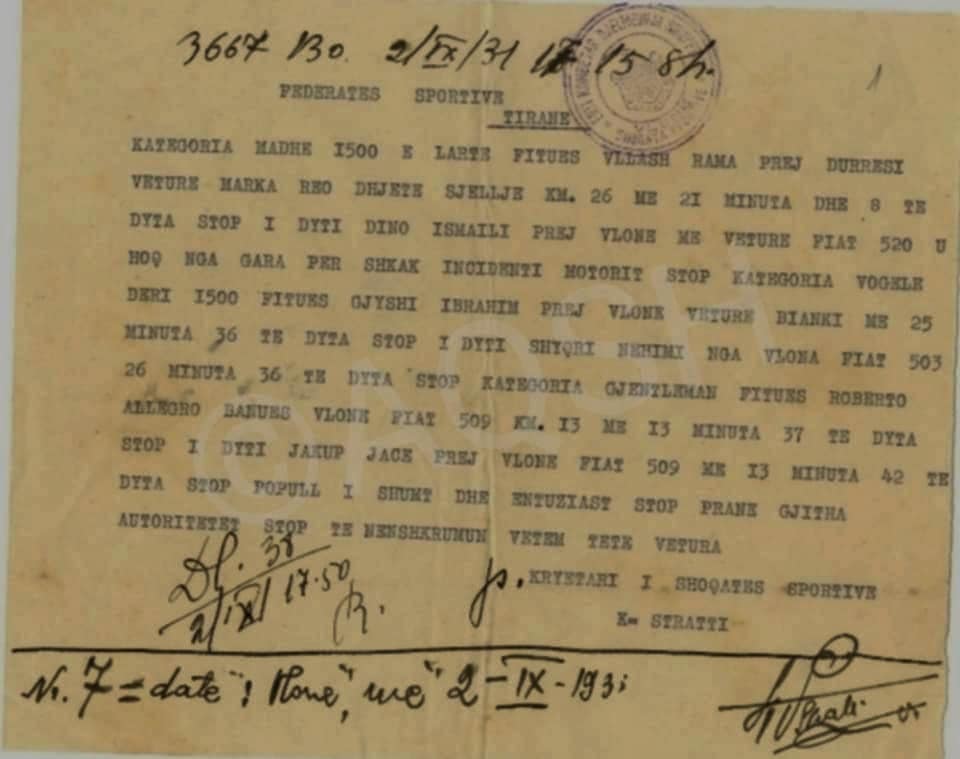 3667 Bo. 2/IX/31 15 8h.
1
FEDERATES SPORTIVE
TIRANE
KATEGORIA MADHE I500 E LARTE FITUES VLLASH RAMA PREJ DURRESI
VETURE MARKA REO DHJETE SJELLJE KM. 26 ME 2I MINUTA DHE 8 TE
DYTA STOP I DYTI DINO ISMAILI PREJ VLONE ME VETURE FIAT 520 U
HOQ NGA GARA PER SHKAK INCIDENTI MOTORIT STOP KATEGORIA VOGELE
DERI I500 FITUES GJYSHI IBRAHIM PREJ VLONE VETURE BIANKI ME 25
MINUTA 36 TE DYTA STOP I DYTI SHYQRI NEHIMI NGA VLONA FIAT 503
26 MINUTA 36 TE DYTA STOP KATEGORIA GJENTLEMAN FITUES ROBERTO
ALLEGRO BANUES VLONE FIAT 509 KM. I3 ME I3 MINUTA 37 TE DYTA
STOP I DYTI JAKUP JACE PREJ VLONE FIAT 509 ME I3 MINUTA 42 TE
DYTA STOP POPULL I SHUMT DHE ENTUZIAST STOP PRANE GJITHA
AUTORITETET STOP TE NENSHKRUMUN VETEM TETE VETURA
©AQSH
2/IX/ 17.50
p. KRYETARI I SHOQATES SPORTIVE
K= STRATTI
Nr. 7 = date "! Vlone", me " 2-IX-193i